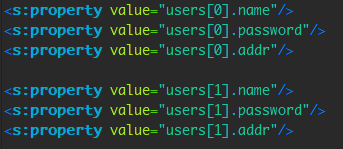 <s:property value="users[0].name"/>
<s:property value="users[0].password"/>
<s:property value="users[0].addr"/>
<s:property value="users[1].name"/>
<s:property value="users[1].password"/>
<s:property value="users[1].addr"/>